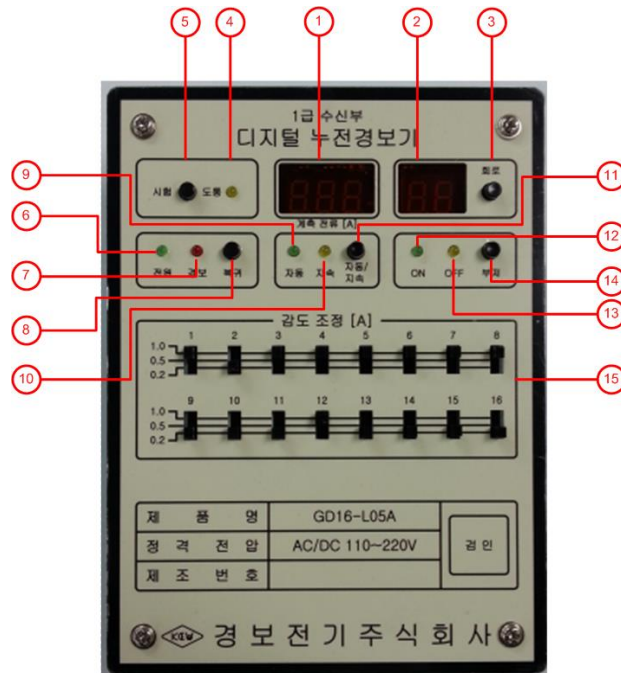 5 4 1 2 3
1급 수신부
디지털 누전경보기
시험 도통 회로
계측 전류 [A]
9 11
6 12
전원 경보 복귀 자동 지속 자동/지속 ON OFF 부저
7 14
8 13
10 15
감도 조정 [A]
1 2 3 4 5 6 7 8
1.0
0.5
0.2
9 10 11 12 13 14 15 16
1.0
0.5
0.2
제 품 명 GD16-L05A
정 격 전 압 AC/DC 110~220V 검 인
제 조 번 호
경 보 전 기 주 식 회 사